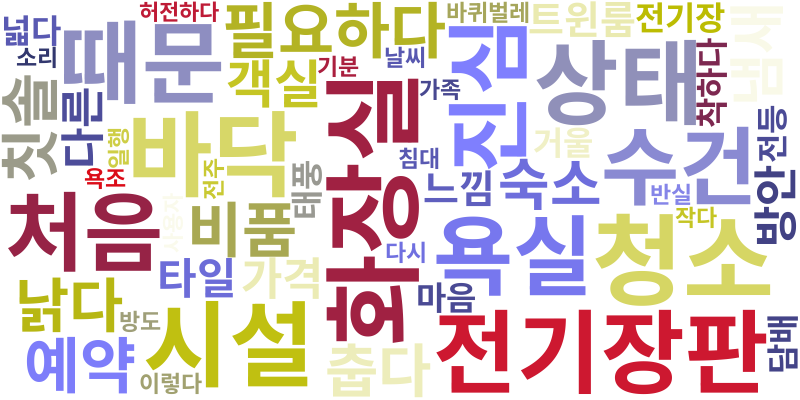 넓다
허전하다
필요하다
바퀴벌레
트윈룸
전기장
냄새
소리
때문
객실
기분
날씨
진심
상태
착하다
칫솔
다른
일행
바닥
화장실
가족
거울
수건
전등
욕조
전주
태풍
침대
느낌
숙소
반실
방안
처음
사용자
비품
다시
욕실
작다
청소
타일
가격
마음
낡다
방도
시설
춥다
전기장판
담배
예약
이렇다